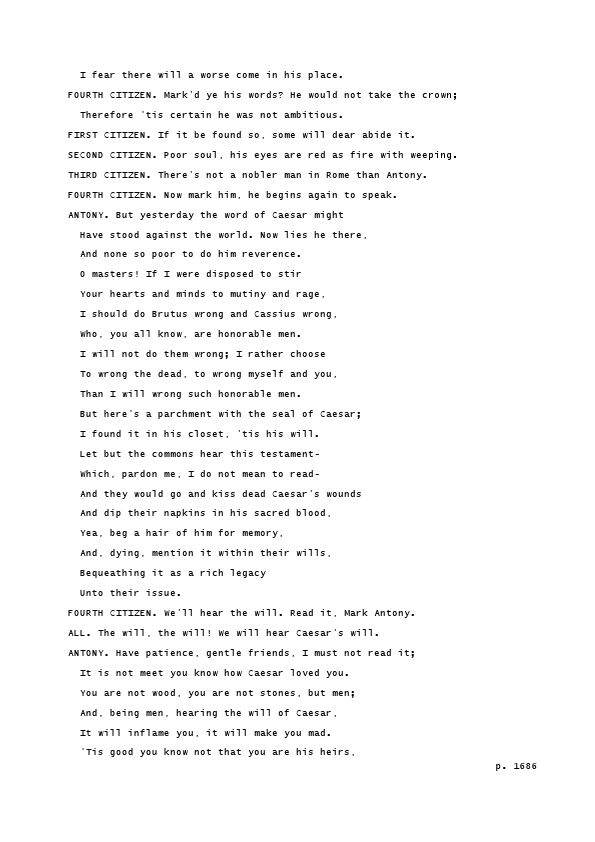 I fear there will a worse come in his place.
FOURTH CITIZEN. Mark'd ye his words? He would not take the crown;
Therefore 'tis certain he was not ambitious.
FIRST CITIZEN. If it be found so, some will dear abide it.
SECOND CITIZEN. Poor soul, his eyes are red as fire with weeping.
THIRD CITIZEN. There's not a nobler man in Rome than Antony.
FOURTH CITIZEN. Now mark him, he begins again to speak.
ANTONY. But yesterday the word of Caesar might
Have stood against the world. Now lies he there,
And none so poor to do him reverence.
O masters! If I were disposed to stir
Your hearts and minds to mutiny and rage,
I should do Brutus wrong and Cassius wrong,
Who, you all know, are honorable men.
I will not do them wrong; I rather choose
To wrong the dead, to wrong myself and you,
Than I will wrong such honorable men.
But here's a parchment with the seal of Caesar;
I found it in his closet, 'tis his will.
Let but the commons hear this testament-
Which, pardon me, I do not mean to read-
And they would go and kiss dead Caesar's wounds
And dip their napkins in his sacred blood,
Yea, beg a hair of him for memory,
And, dying, mention it within their wills,
Bequeathing it as a rich legacy
Unto their issue.
FOURTH CITIZEN. We'll hear the will. Read it, Mark Antony.
ALL. The will, the will! We will hear Caesar's will.
ANTONY. Have patience, gentle friends, I must not read it;
It is not meet you know how Caesar loved you.
You are not wood, you are not stones, but men;
And, being men, hearing the will of Caesar,
It will inflame you, it will make you mad.
'Tis good you know not that you are his heirs,
p. 1686